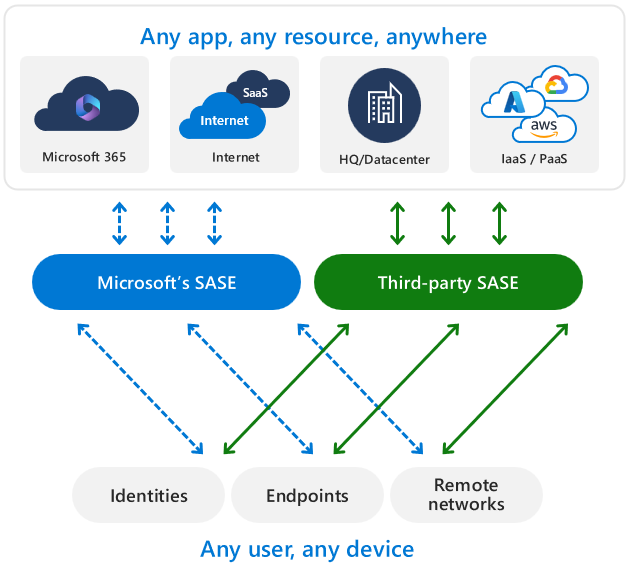 Any app, any resource, anywhere
SaaS
Internet
aws
Microsoft 365
Internet
HQ/Datacenter
IaaS / PaaS
Microsoft's SASE
Third-party SASE
Identities
Endpoints
Remote
networks
Any user, any device